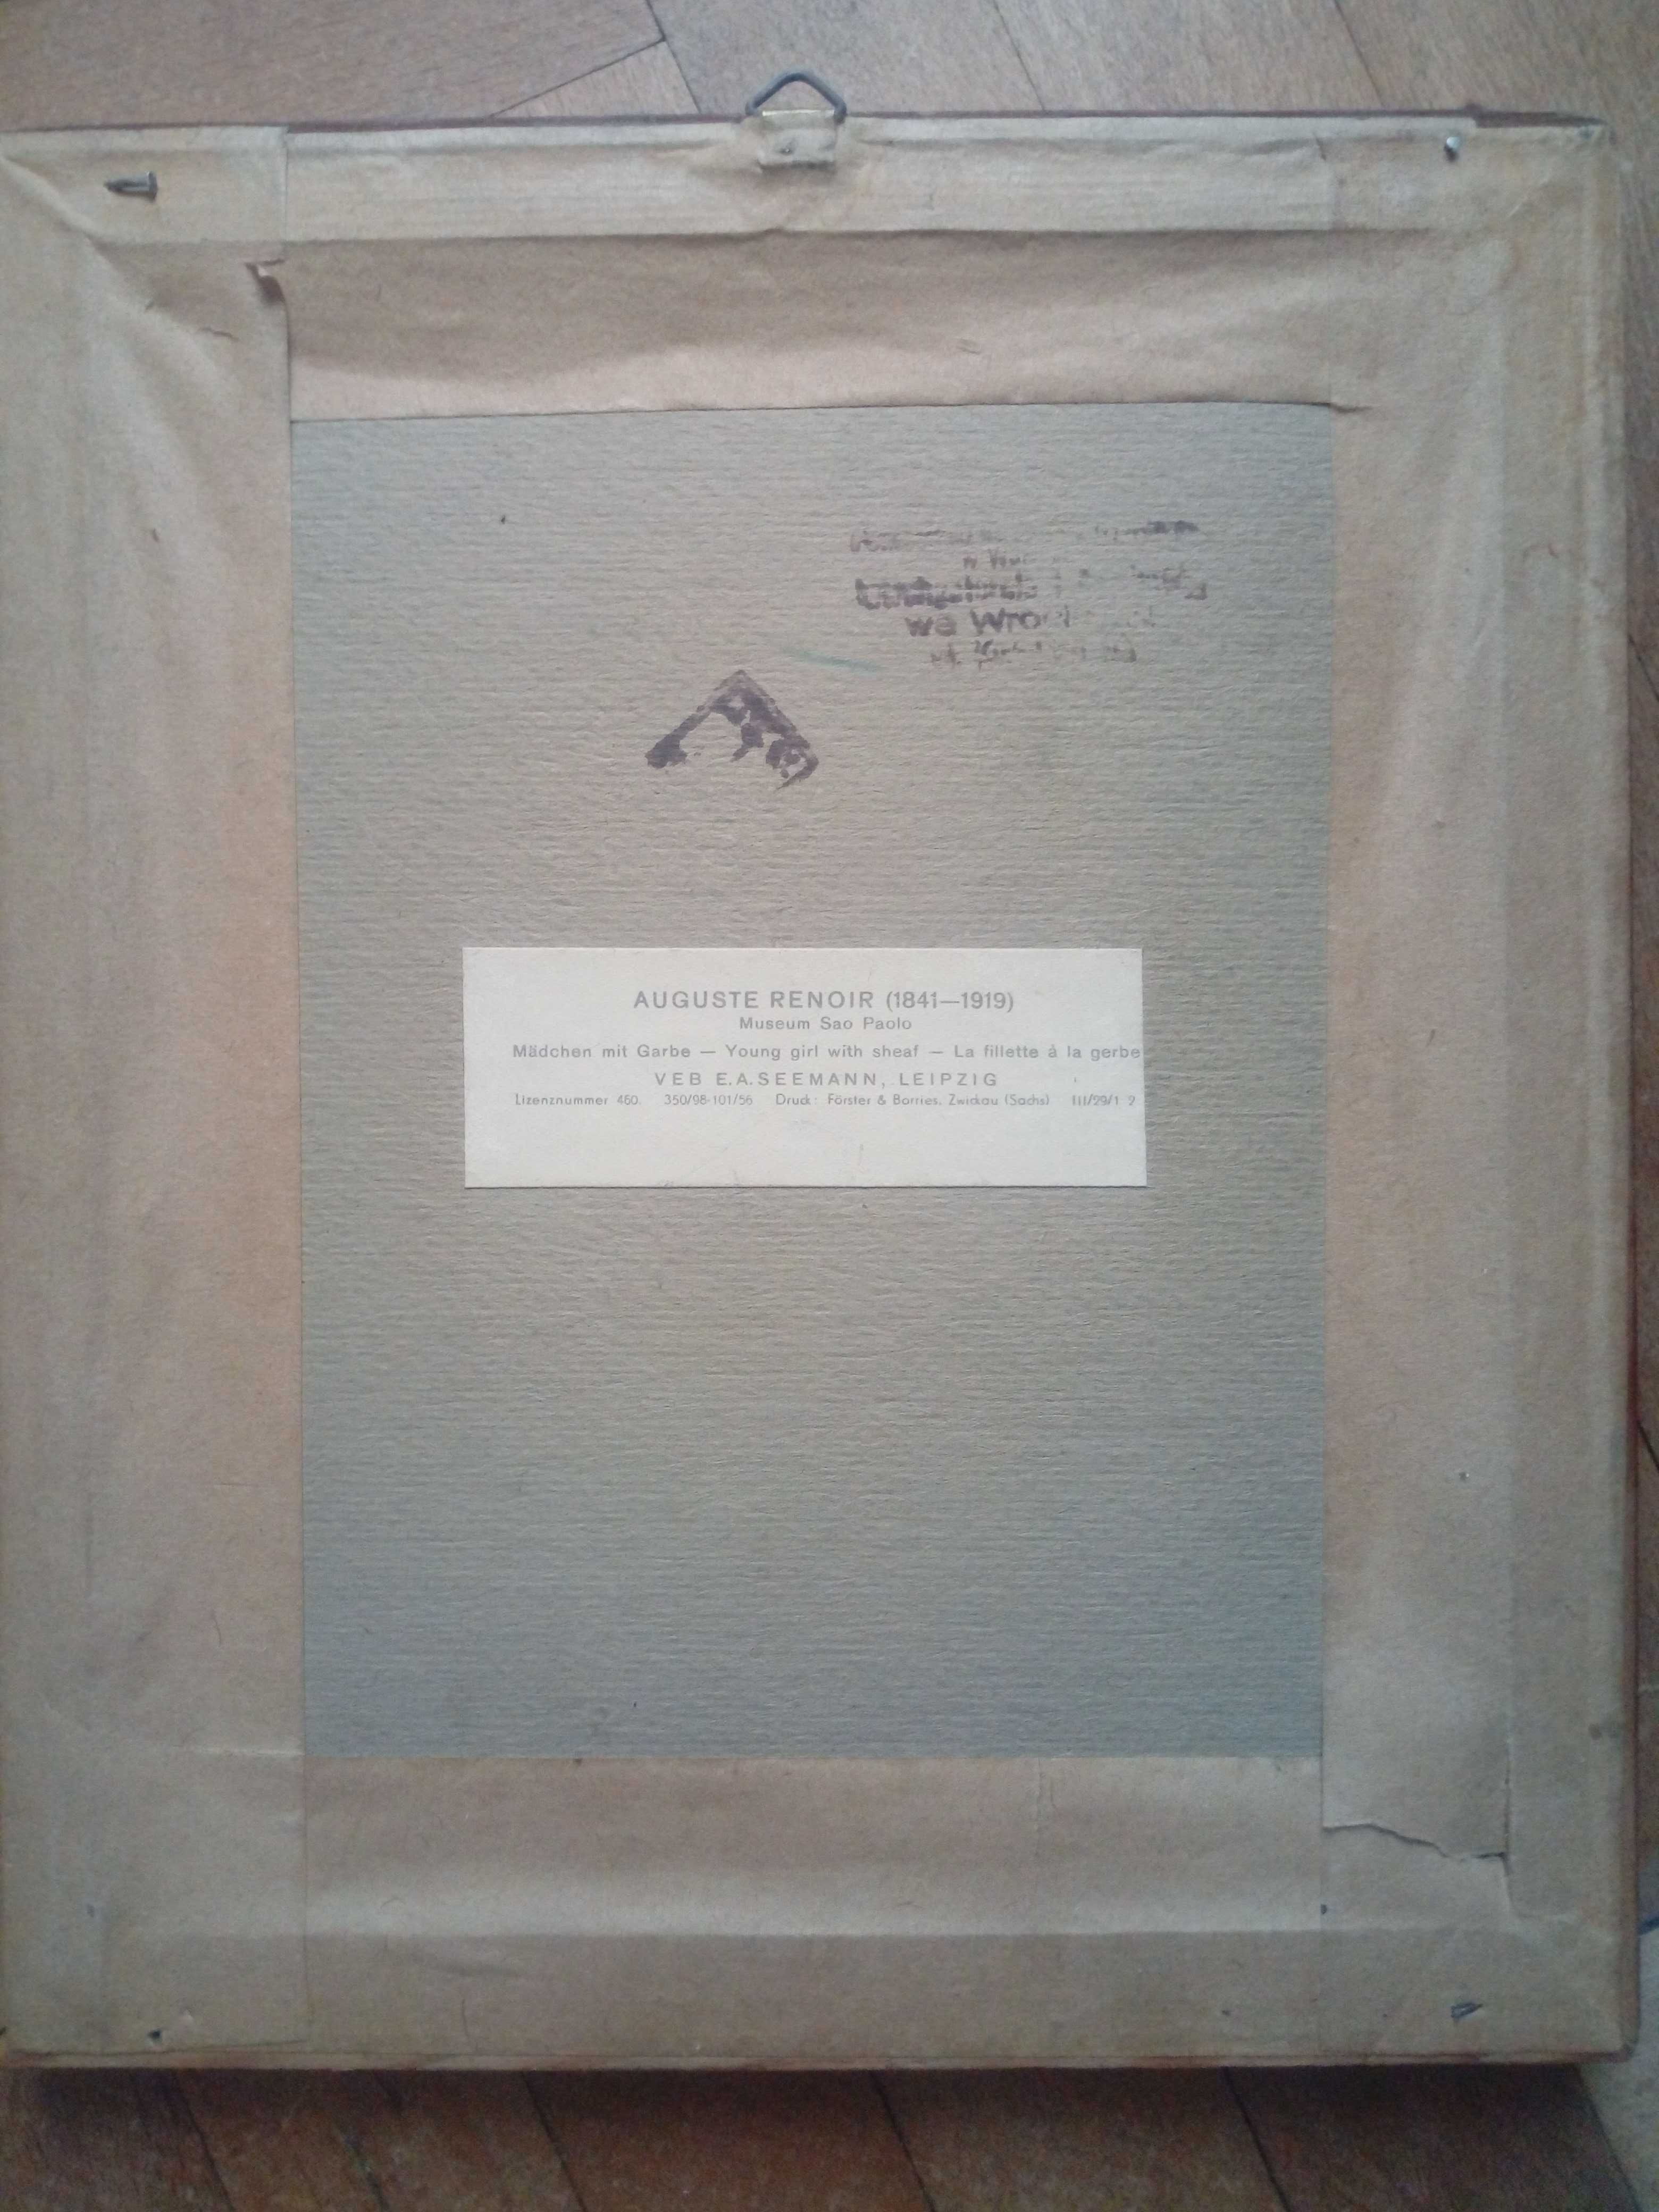 we
AUGUSTE RENOIR (1841—1919)
Museum Sao Paolo
Mädchen mit Garbe — Young girl with sheaf — La fillette à la gerbe
VEB E.A.SEEMANN, LEIPZIG
Lizenznummer 460. 350/98-101/56 Druck: Förster & Borries, Zwickau (Sachs) III/29/1 2